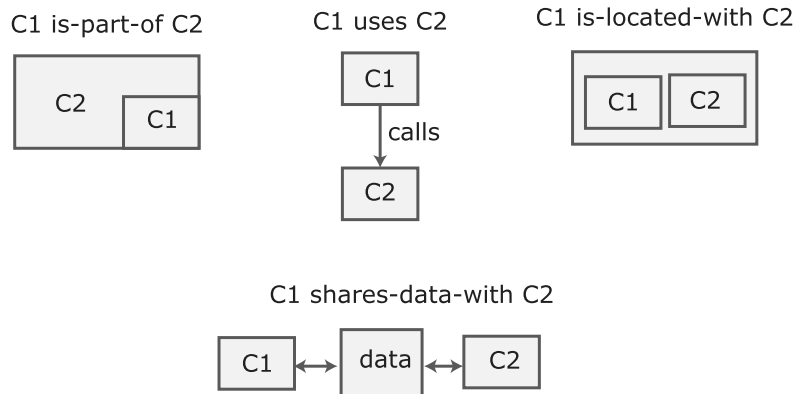 C1 is-part-of C2
C1 uses C2
C1 is-located-with C2
C2
C1
C1
calls
C2
C1
C2
C1 shares-data-with C2
C1
data
C2